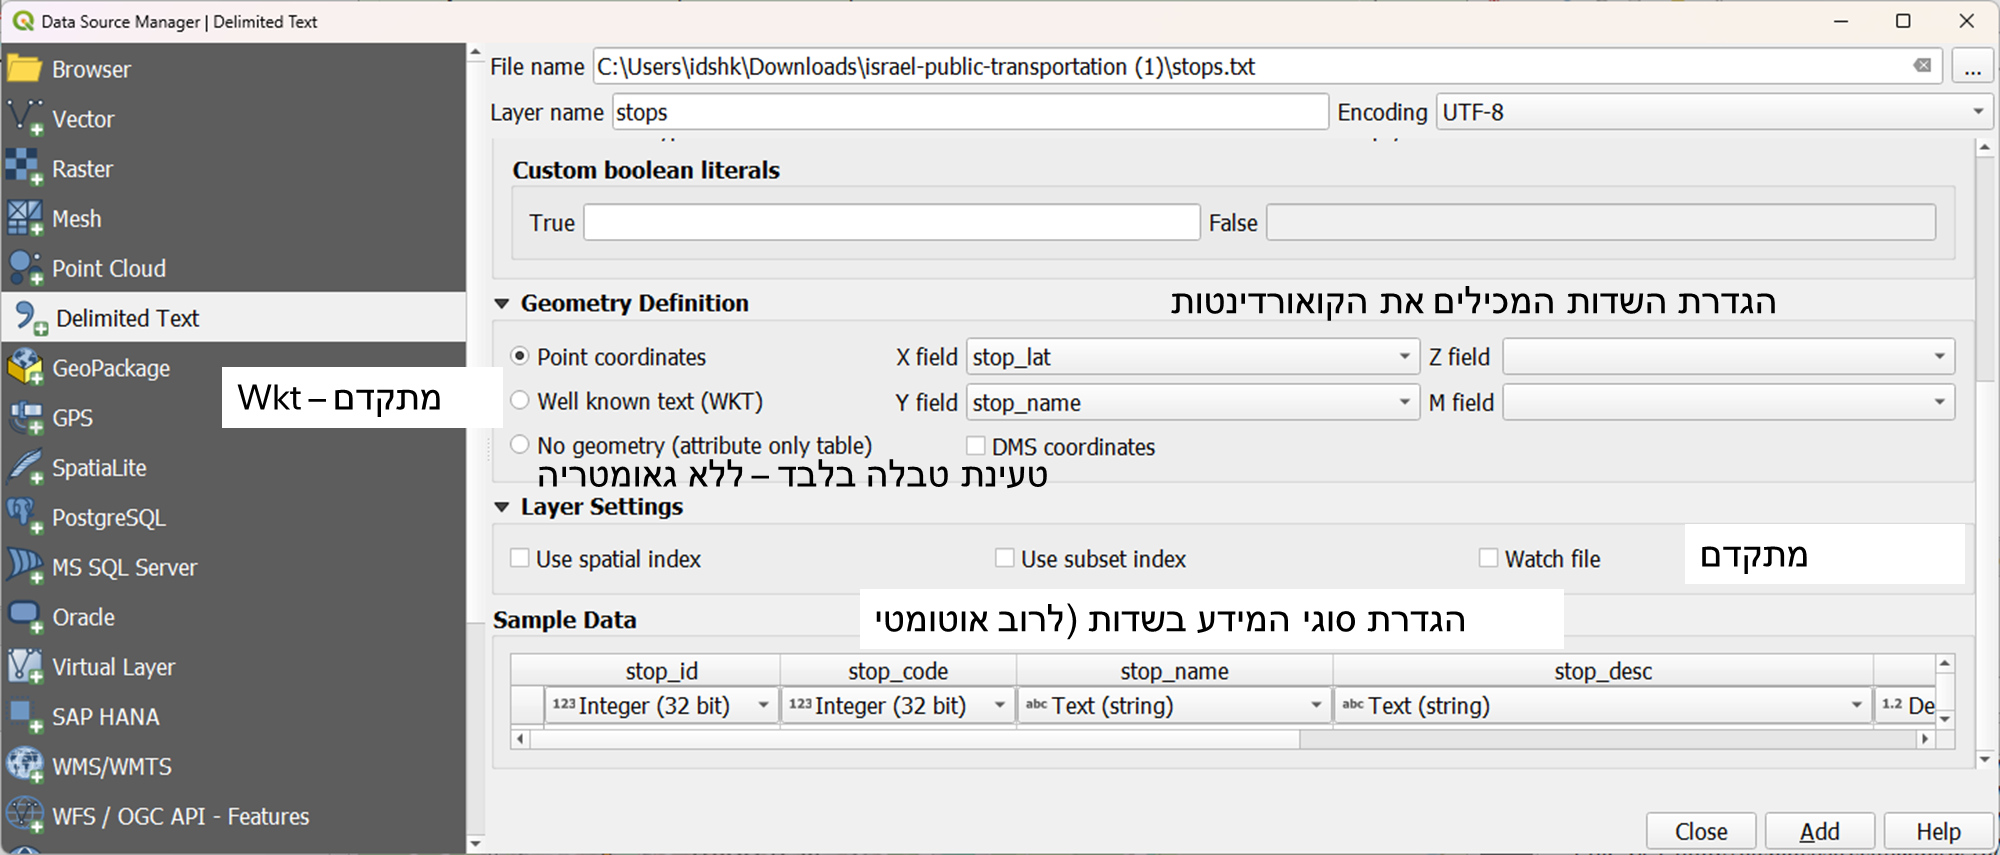 Data Source Manager | Delimited Text
Browser
Vector
Raster
Mesh
Point Cloud
Delimited Text
GeoPackage
GPS
SpatiaLite
PostgreSQL
MS SQL Server
Oracle
Virtual Layer
SAP HANA
WMS/WMTS
WFS / OGC API - Features
Wkt – מתקדם
File name C:\Users\idshk\Downloads\israel-public-transportation (1)\stops.txt ...
Layer name stops Encoding UTF-8
Custom boolean literals
True False
Geometry Definition
הגדרת השדות המכילים את הקואורדינטות
Point coordinates X field stop_lat Z field
Well known text (WKT) Y field stop_name M field
No geometry (attribute only table) DMS coordinates
טעינת טבלה בלבד – ללא גאומטריה
Layer Settings
Use spatial index Use subset index Watch file
מתקדם
הגדרת סוגי המידע בשדות (לרוב אוטומטי
Sample Data
stop_id stop_code stop_name stop_desc
123 Integer (32 bit) 123 Integer (32 bit) abc Text (string) abc Text (string) 1.2 De
Close Add Help